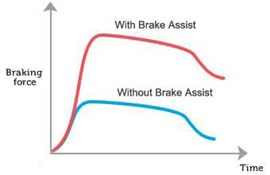 With Brake Assist
Braking
force
Without Brake Assist
Time